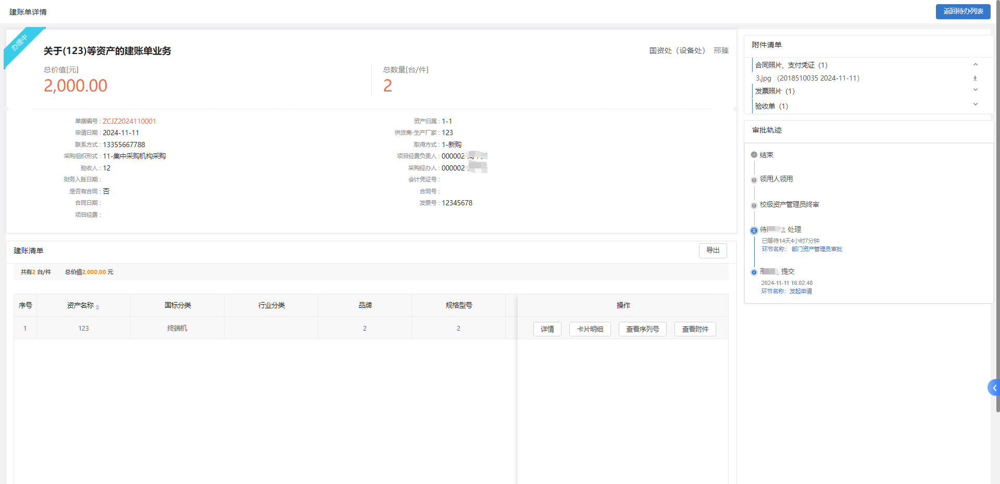 建账单详情
返回待办列表
办理中
关于(123)等资产的建账单业务
国资处（设备处） 邢臻
总价值[元]
2,000.00
总数量[台/件]
2
单据编号 : ZCJZ2024110001
资产归属 : 1-1
申请日期 : 2024-11-11
供货商-生产厂家 : 123
联系方式 : 13355667788
取得方式 : 1-新购
采购组织形式 : 11-集中采购机构采购
项目经费负责人 : 000002-
验收人 : 12
采购经办人 : 000002
财务入账日期 :
会计凭证号 :
是否有合同 : 否
合同号 :
合同日期 :
发票号 : 12345678
项目经费 :
建账清单
导出
共有2 台/件 总价值2,000.00 元
序号 资产名称 国标分类 行业分类 品牌 规格型号 操作
1 123 终端机 2 2 详情 卡片明细 查看序列号 查看附件
附件清单
合同照片、支付凭证（1）
3.jpg （2018510035 2024-11-11）
发票照片（1）
验收单（1）
审批轨迹
结束
领用人领用
校级资产管理员终审
待 处理
已等待14天4小时7分钟
环节名称： 部门资产管理员审批
邢 提交
2024-11-11 16:02:48
环节名称： 发起申请